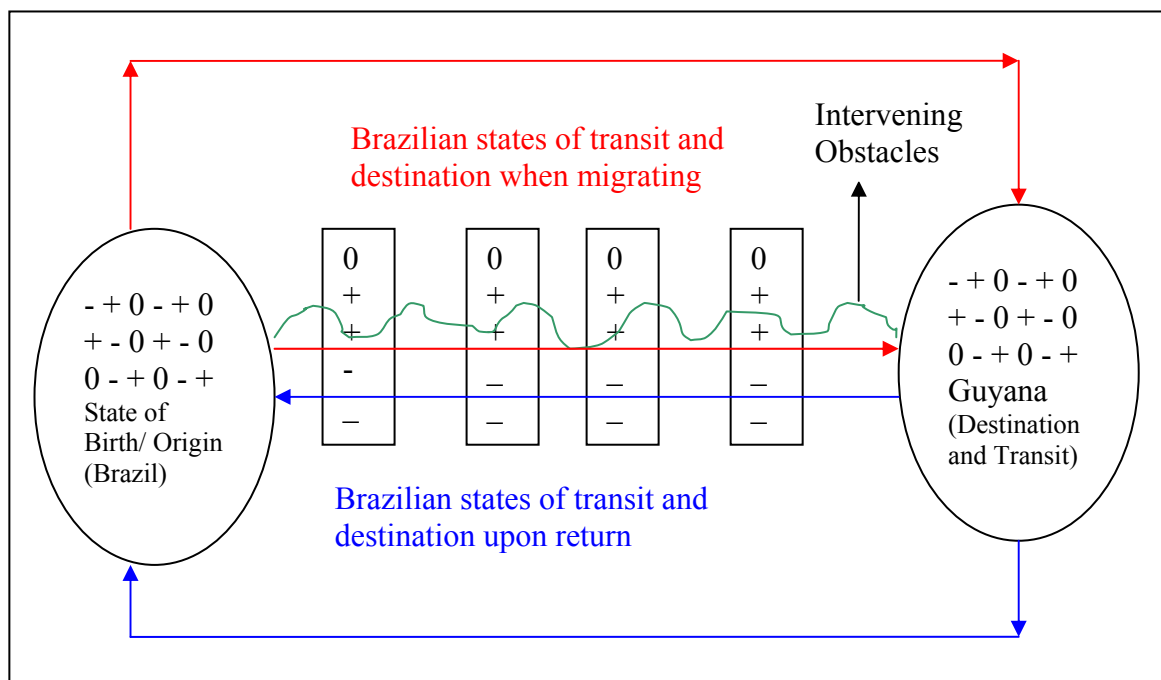 Intervening
Obstacles
Brazilian states of transit and
destination when migrating
- + 0 - + 0
+ - 0 + - 0
0 - + 0 - +
State of
Birth/ Origin
(Brazil)
0
+
+
-
–
0
+
+
–
–
0
+
+
–
–
0
+
+
–
–
- + 0 - + 0
+ - 0 + - 0
0 - + 0 - +
Guyana
(Destination
and Transit)
Brazilian states of transit and
destination upon return